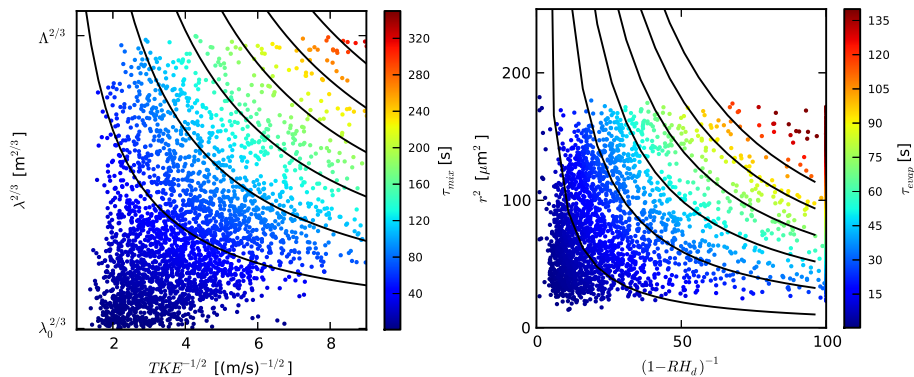 Λ^{2/3}
λ^{2/3} [m^{2/3}]
λ_0^{2/3}
2 4 6 8
TKE^{-1/2} [(m/s)^{-1/2}]
320
280
240
200
160
120
80
40
τ_{mix} [s]
200
100
0
r^2 [μm^2]
0 50 100
(1−RH_d)^{-1}
135
120
105
90
75
60
45
30
15
τ_{evap} [s]